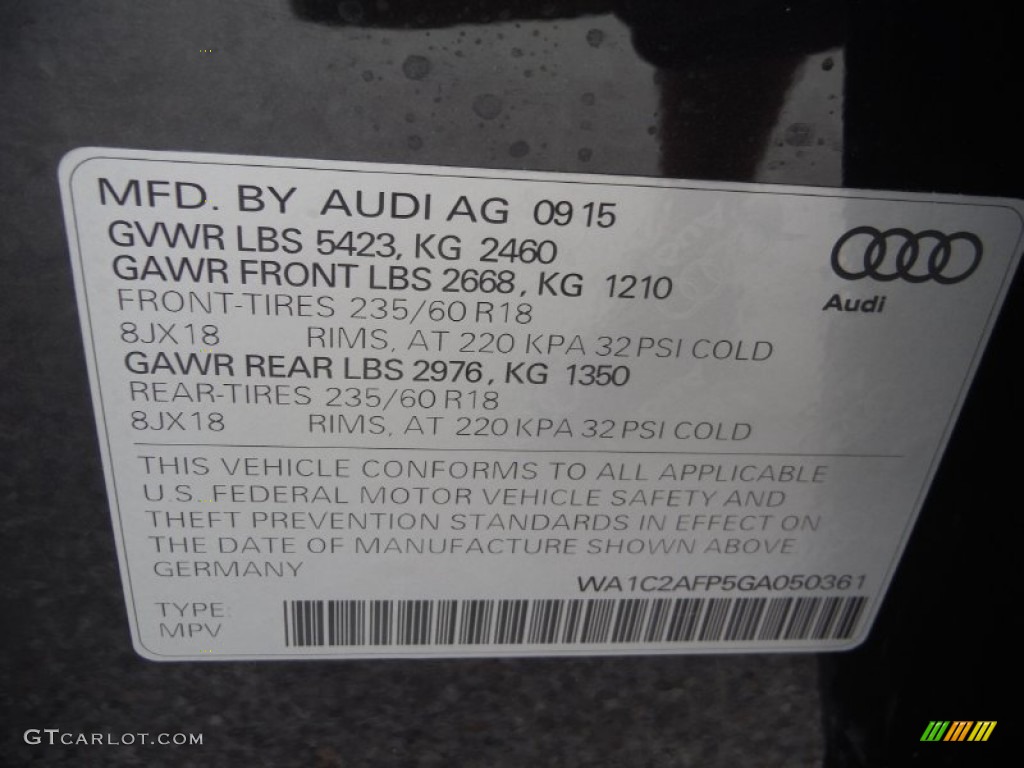 MFD. BY AUDI AG 09 15
GVWR LBS 5423, KG 2460
GAWR FRONT LBS 2668, KG 1210
FRONT-TIRES 235/60 R18
8JX18 RIMS, AT 220 KPA 32 PSI COLD
GAWR REAR LBS 2976, KG 1350
REAR-TIRES 235/60 R18
8JX18 RIMS, AT 220 KPA 32 PSI COLD
Audi
THIS VEHICLE CONFORMS TO ALL APPLICABLE
U.S. FEDERAL MOTOR VEHICLE SAFETY AND
THEFT PREVENTION STANDARDS IN EFFECT ON
THE DATE OF MANUFACTURE SHOWN ABOVE
GERMANY
WA1C2AFP5GA050361
TYPE:
MPV
GTCARLOT.COM